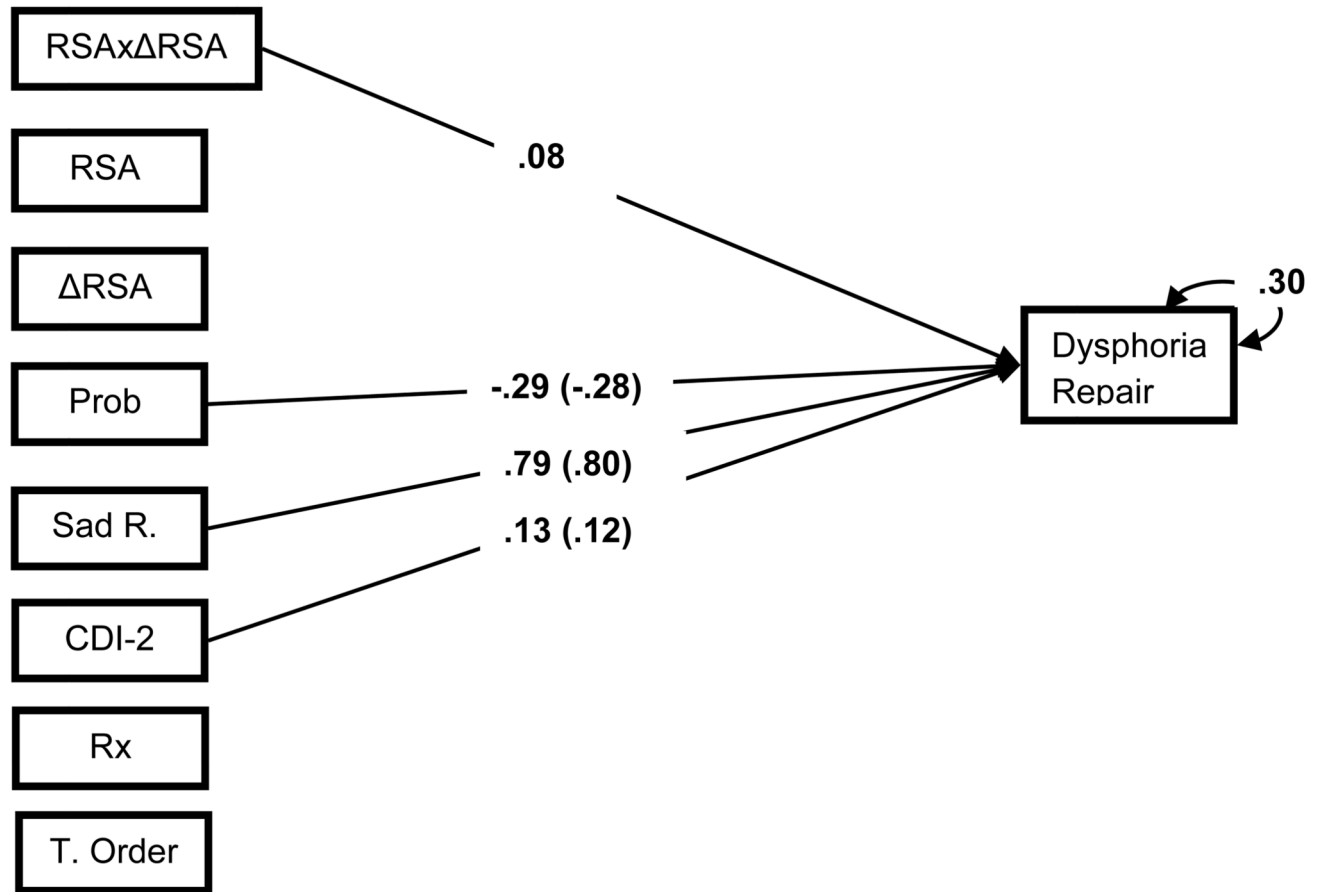 RSAxΔRSA
RSA
.08
ΔRSA
.30
Dysphoria
Repair
Prob
-.29 (-.28)
.79 (.80)
Sad R.
.13 (.12)
CDI-2
Rx
T. Order